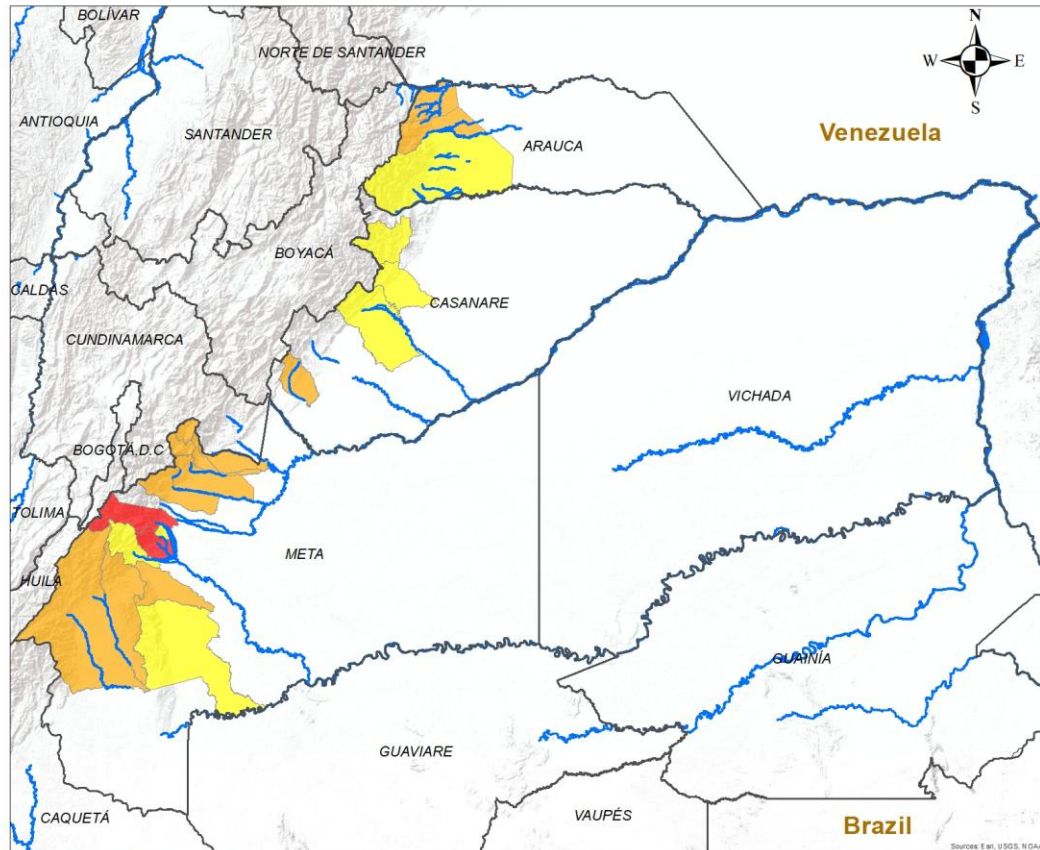 BOLÍVAR
NORTE DE SANTANDER
N
W E
S
ANTIOQUIA
SANTANDER
ARAUCA
Venezuela
BOYACÁ
CALDAS
CASANARE
CUNDINAMARCA
VICHADA
BOGOTÁ,D.C
TOLIMA
META
HUILA
GUAINÍA
GUAVIARE
CAQUETÁ
VAUPÉS
Brazil
Sources: Esri, USGS, NOAA